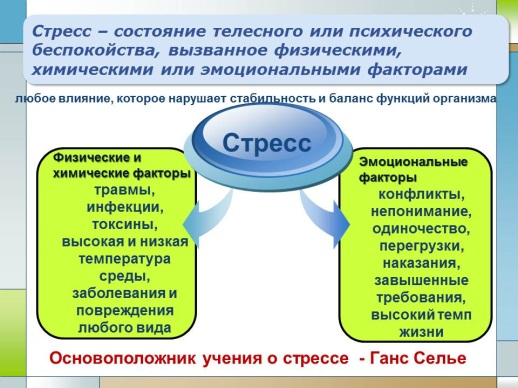 Стресс – состояние телесного или психического
беспокойства, вызванное физическими,
химическими или эмоциональными факторами
любое влияние, которое нарушает стабильность и баланс функций организма
Стресс
Физические и
химические факторы
травмы,
инфекции,
токсины,
высокая и низкая
температура
среды,
заболевания и
повреждения
любого вида
Эмоциональные
факторы
конфликты,
непонимание,
одиночество,
перегрузки,
наказания,
завышенные
требования,
высокий темп
жизни
Основоположник учения о стрессе - Ганс Селье